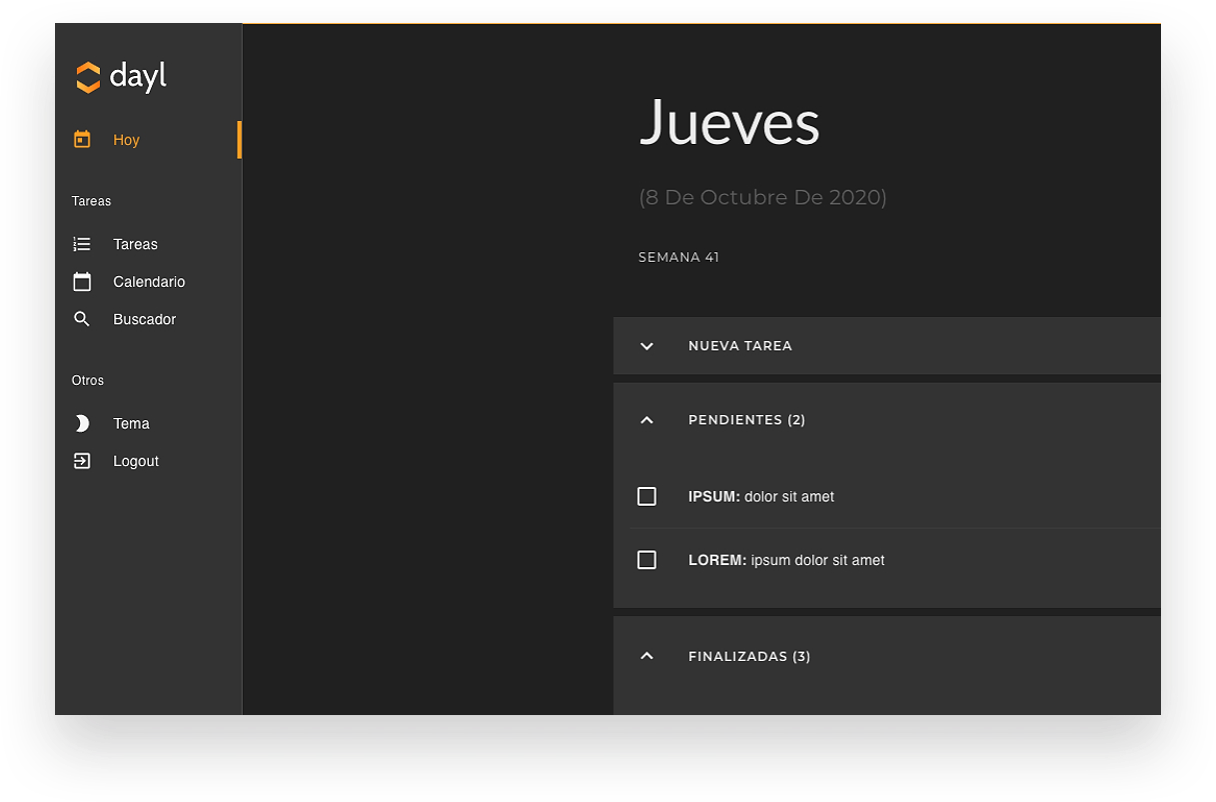 dayl
Hoy
Tareas
Tareas
Calendario
Buscador
Otros
Tema
Logout
Jueves
(8 De Octubre De 2020)
SEMANA 41
NUEVA TAREA
PENDIENTES (2)
IPSUM: dolor sit amet
LOREM: ipsum dolor sit amet
FINALIZADAS (3)